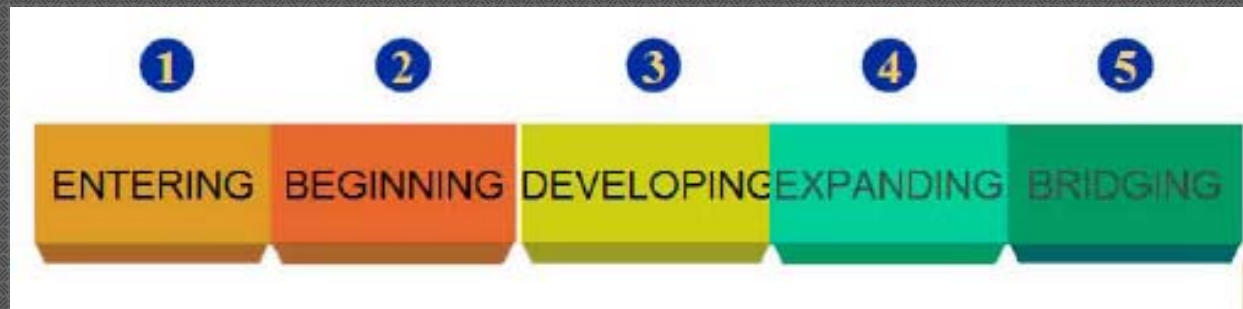 1 2 3 4 5
ENTERING BEGINNING DEVELOPING EXPANDING BRIDGING